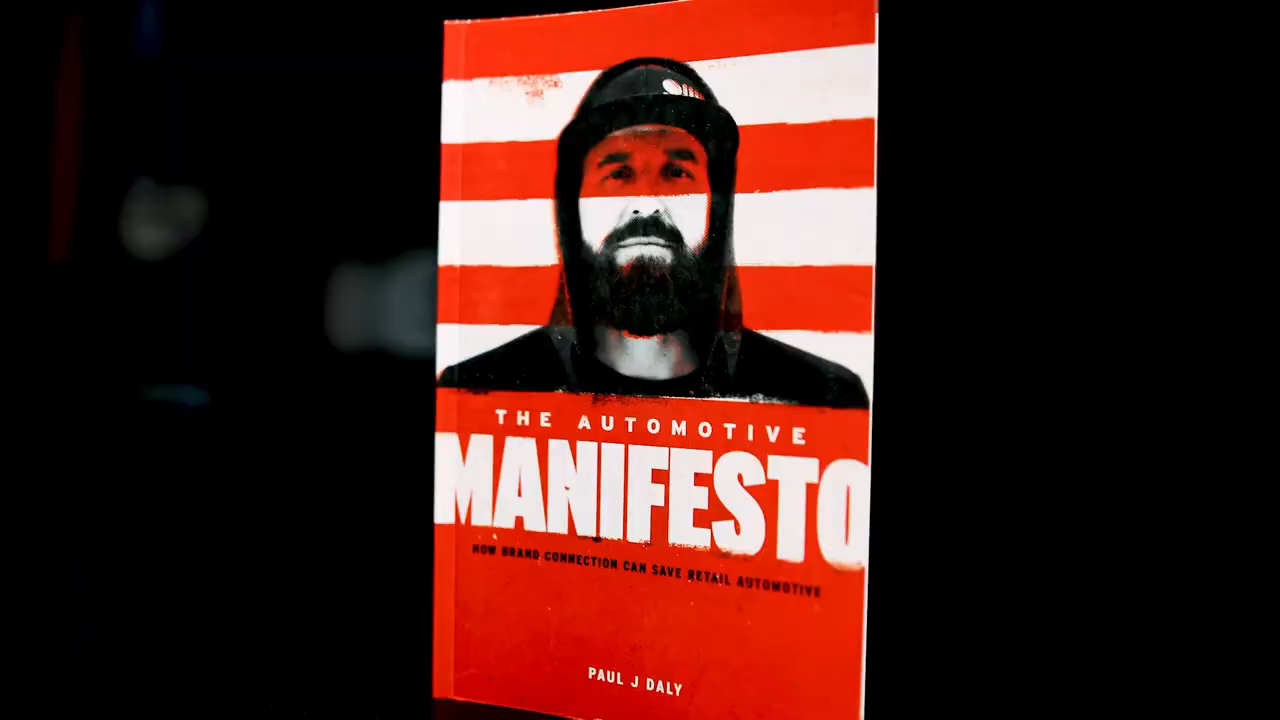 THE AUTOMOTIVE
MANIFESTO
HOW BRAND CONNECTION CAN SAVE RETAIL AUTOMOTIVE
PAUL J DALY